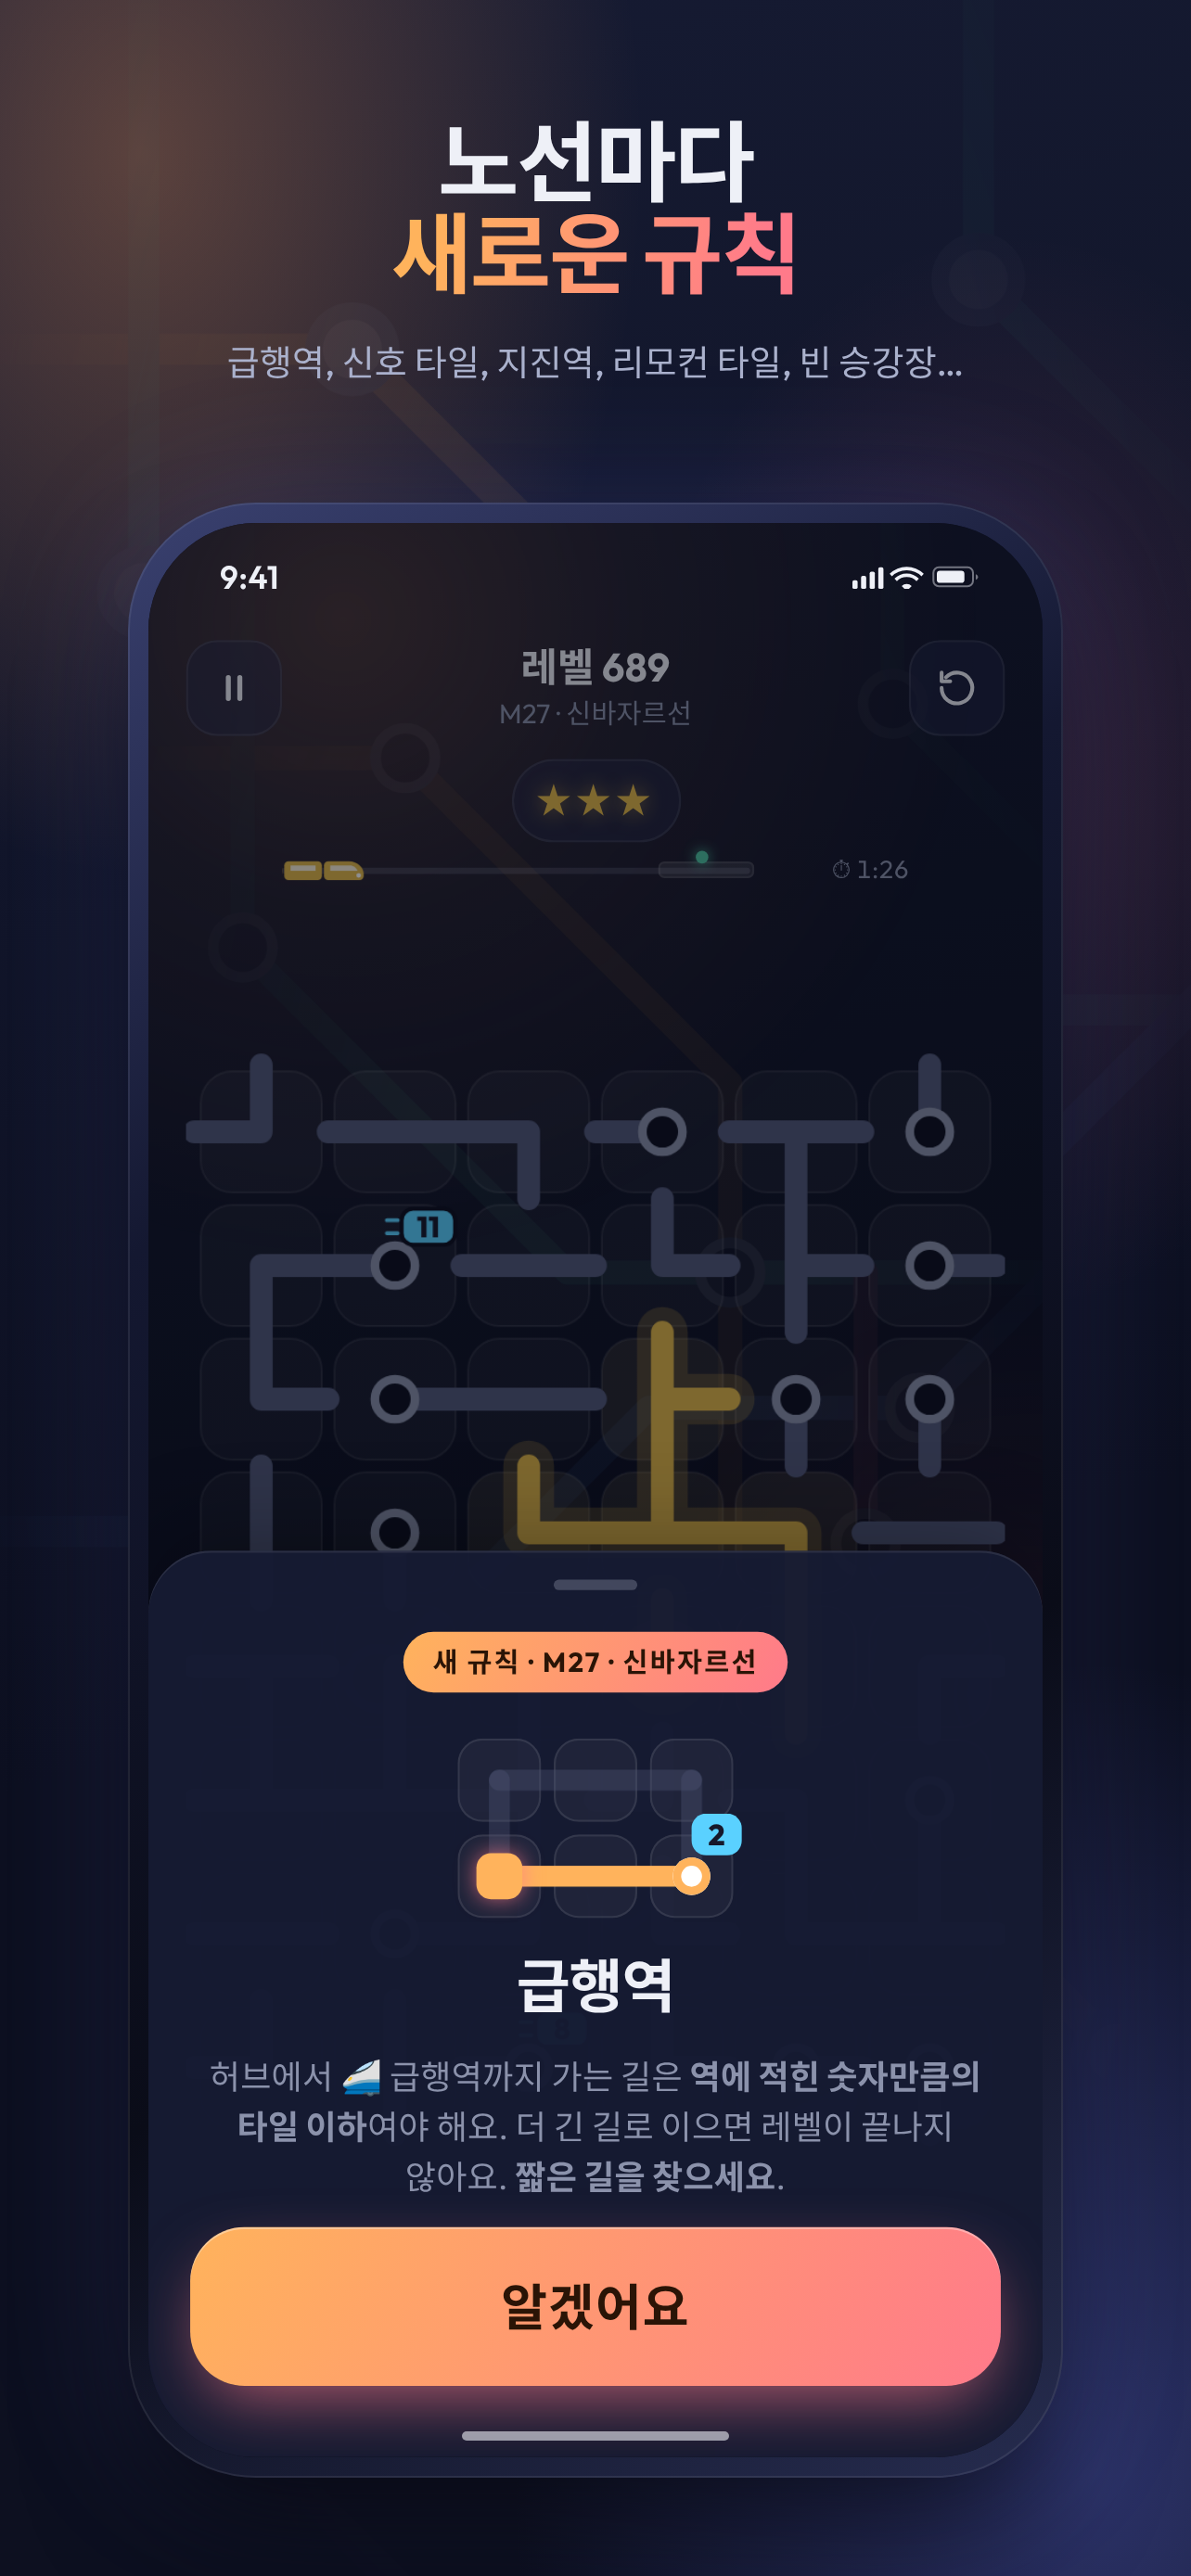 노선마다
새로운 규칙
급행역, 신호 타일, 지진역, 리모컨 타일, 빈 승강장...
9:41
레벨 689
M27 · 신바자르선
★★★
⏱ 1:26
11
새 규칙 · M27 · 신바자르선
2
급행역
허브에서 🚄 급행역까지 가는 길은 역에 적힌 숫자만큼의
타일 이하여야 해요. 더 긴 길로 이으면 레벨이 끝나지
않아요. 짧은 길을 찾으세요.
알겠어요